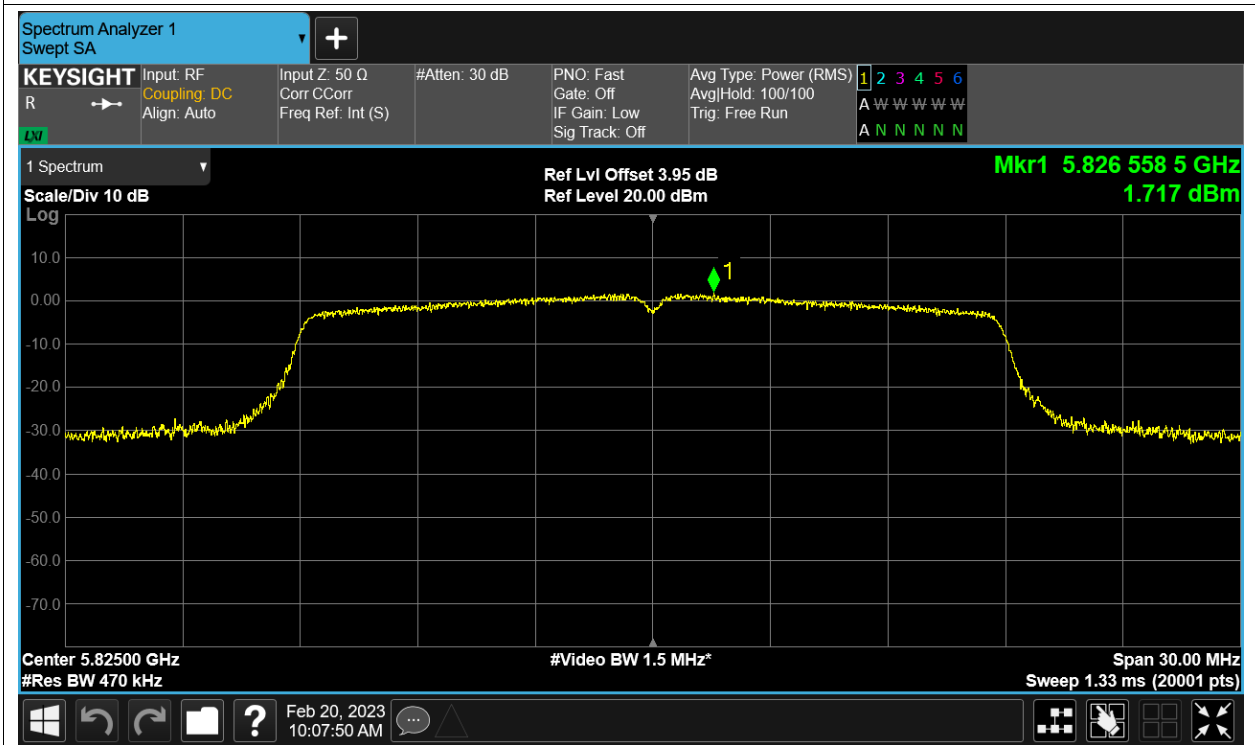 Spectrum Analyzer 1
Swept SA
KEYSIGHT
R
LXI
Input: RF
Coupling: DC
Align: Auto
Input Z: 50 Ω
Corr CCorr
Freq Ref: Int (S)
#Atten: 30 dB
PNO: Fast
Gate: Off
IF Gain: Low
Sig Track: Off
Avg Type: Power (RMS)
Avg|Hold: 100/100
Trig: Free Run
1 2 3 4 5 6
A W W W W W
A N N N N N
1 Spectrum
Scale/Div 10 dB
Log
Ref Lvl Offset 3.95 dB
Ref Level 20.00 dBm
Mkr1 5.826 558 5 GHz
1.717 dBm
1
10.0
0.00
-10.0
-20.0
-30.0
-40.0
-50.0
-60.0
-70.0
Center 5.82500 GHz
#Res BW 470 kHz
#Video BW 1.5 MHz*
Span 30.00 MHz
Sweep 1.33 ms (20001 pts)
?
Feb 20, 2023
10:07:50 AM